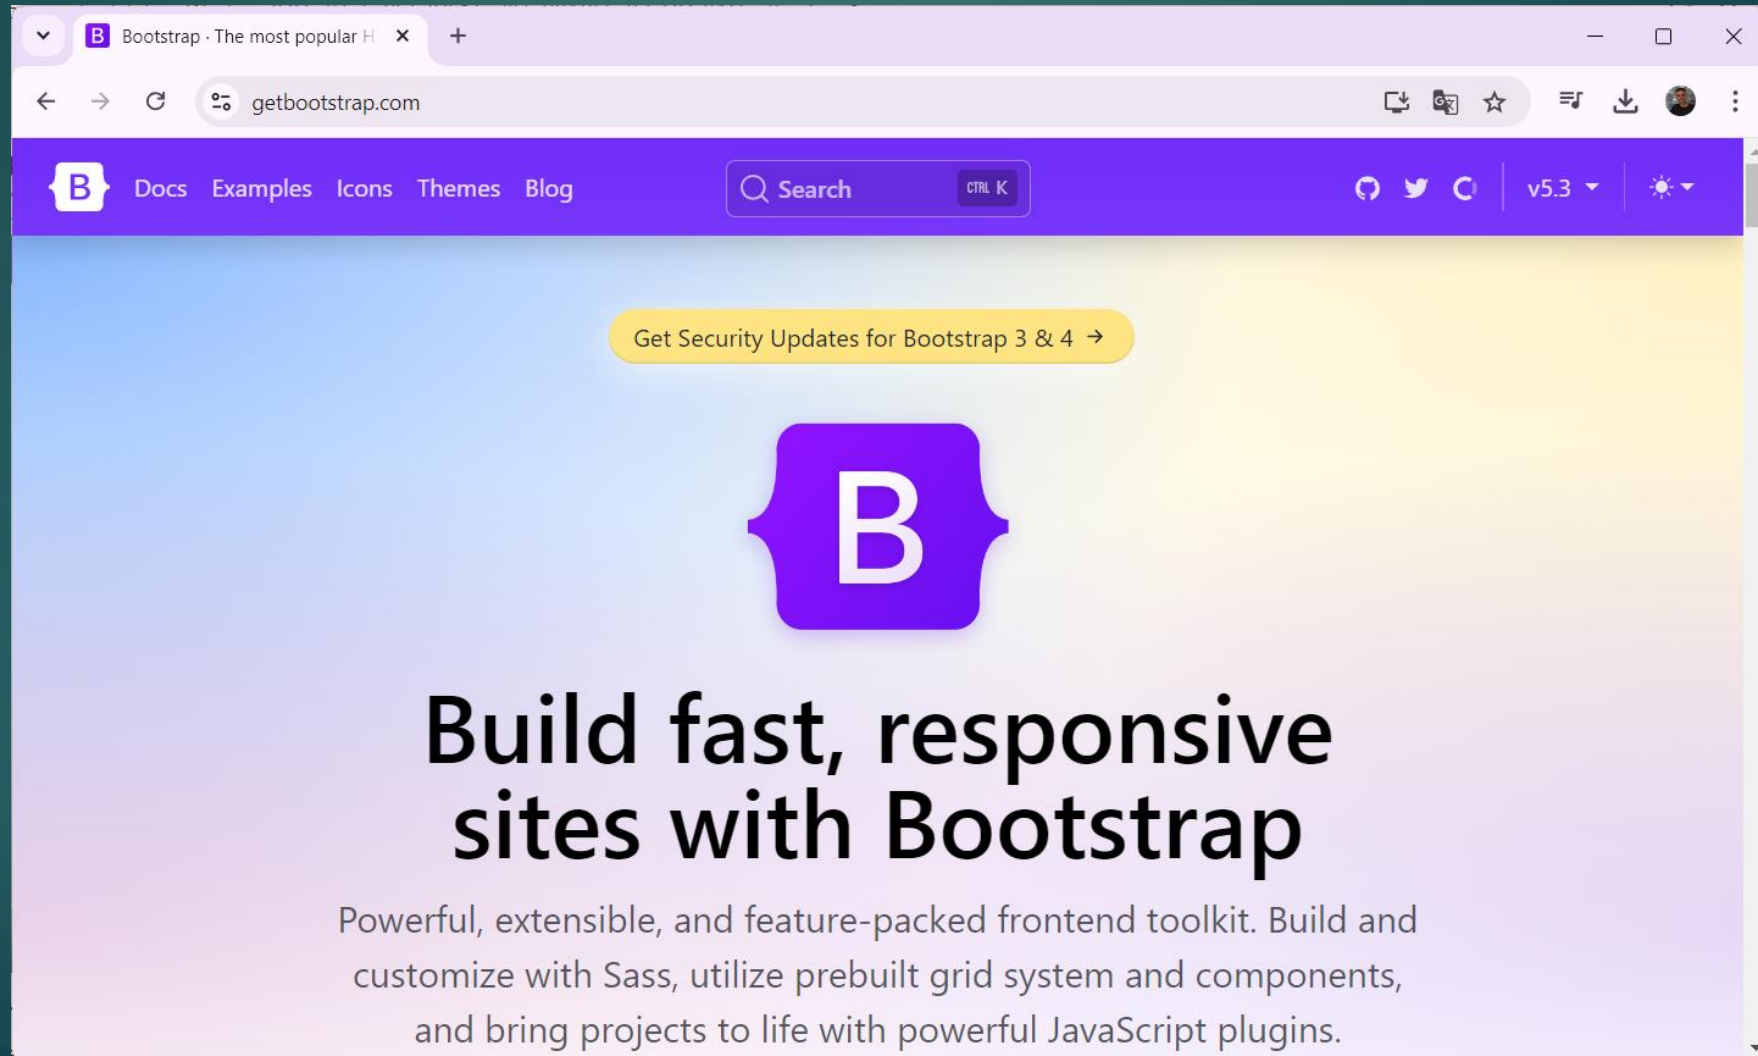 B Bootstrap · The most popular H
getbootstrap.com
B Docs Examples Icons Themes Blog Search CTRL K v5.3
Get Security Updates for Bootstrap 3 & 4 →
B
Build fast, responsive
sites with Bootstrap
Powerful, extensible, and feature-packed frontend toolkit. Build and
customize with Sass, utilize prebuilt grid system and components,
and bring projects to life with powerful JavaScript plugins.